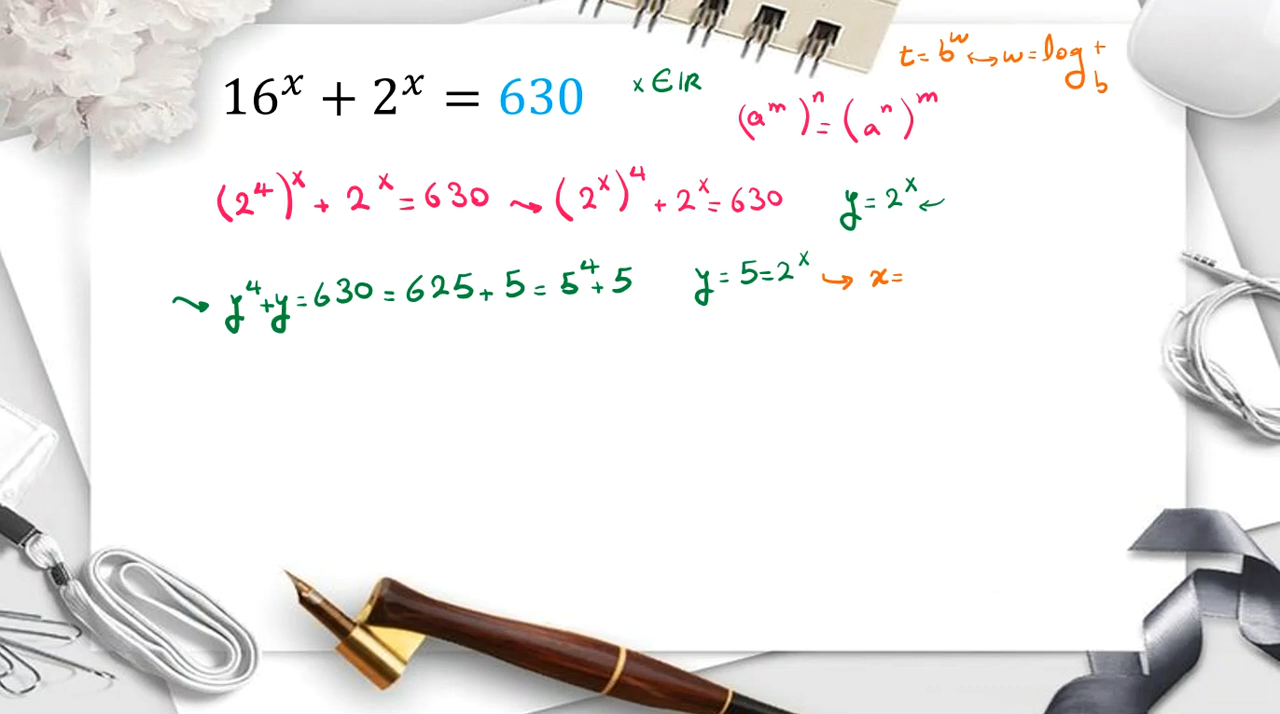 t = b^w ↔ w = log_b t
16^x + 2^x = 630 x ∈ ℝ
(a^m)^n = (a^n)^m
(2^4)^x + 2^x = 630 ⇝ (2^x)^4 + 2^x = 630 y = 2^x ←
⇝ y^4 + y = 630 = 625 + 5 = 5^4 + 5 y = 5 = 2^x ↪ x =